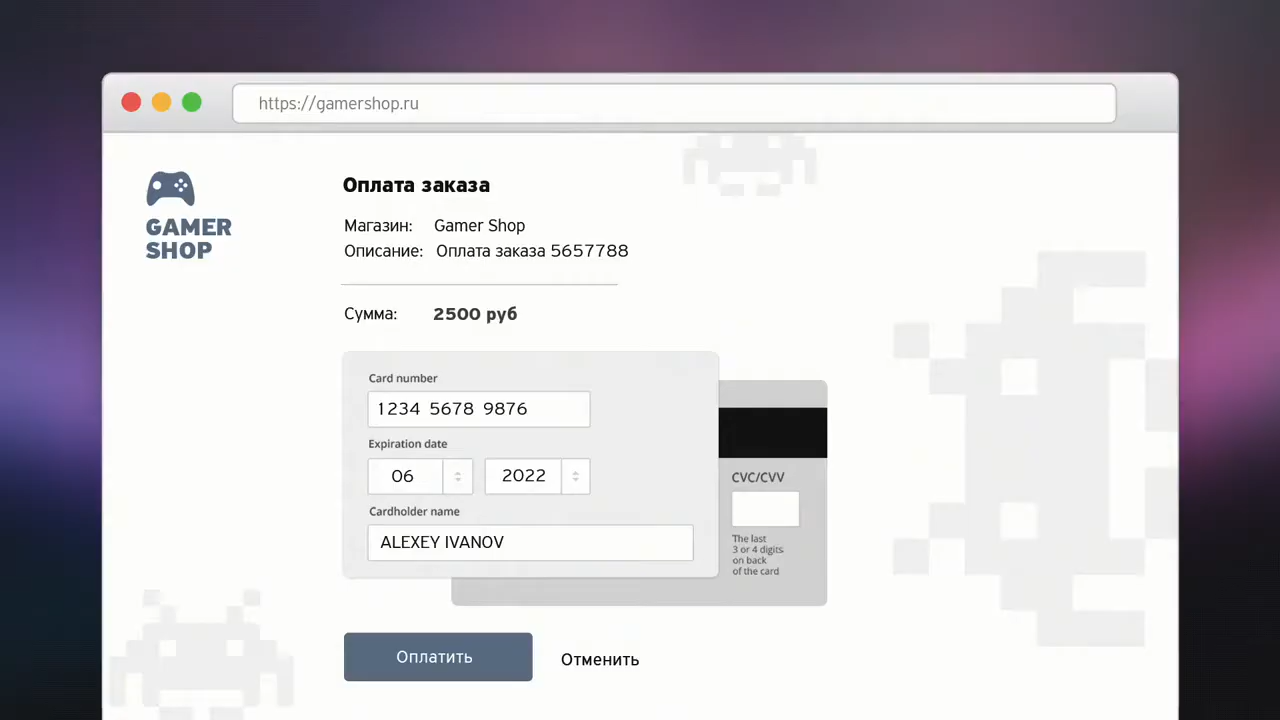 https://gamershop.ru
GAMER
SHOP
Оплата заказа
Магазин: Gamer Shop
Описание: Оплата заказа 5657788
Сумма: 2500 руб
Card number
1234 5678 9876
Expiration date
06 2022
Cardholder name
ALEXEY IVANOV
CVC/CVV
The last
3 or 4 digits
on back
of the card
Оплатить Отменить